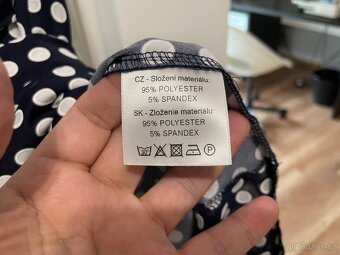 CZ - Složení materiálu:
95% POLYESTER
5% SPANDEX
SK - Zloženie materiálu:
95% POLYESTER
5% SPANDEX